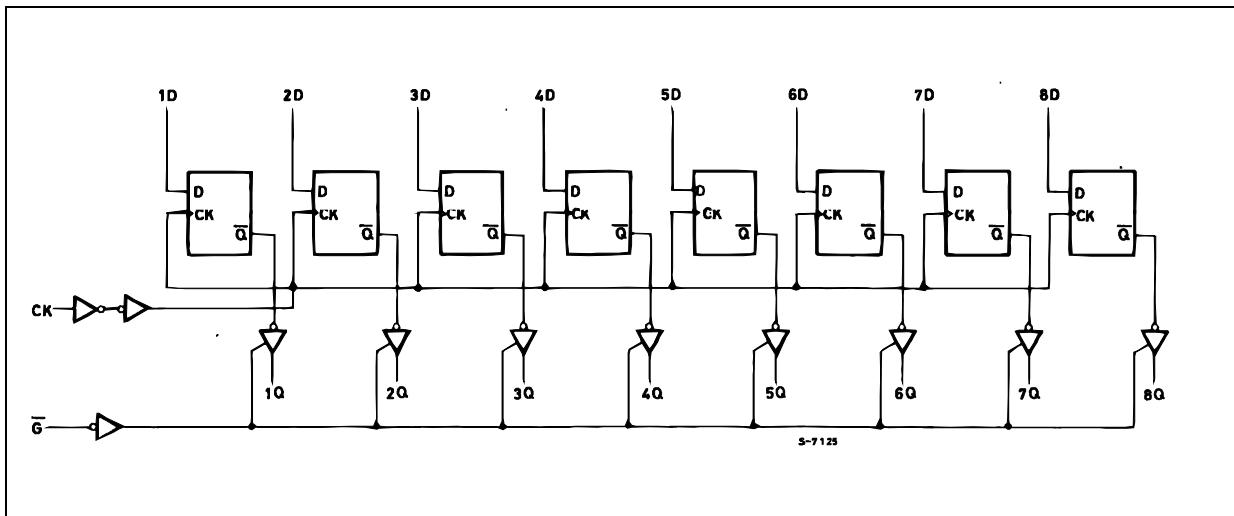 1D 2D 3D 4D 5D 6D 7D 8D
D D D D D D D D
CK CK CK CK CK CK CK CK
Q̅ Q̅ Q̅ Q̅ Q̅ Q̅ Q̅ Q̅
CK
1Q 2Q 3Q 4Q 5Q 6Q 7Q 8Q
G̅
S-7125